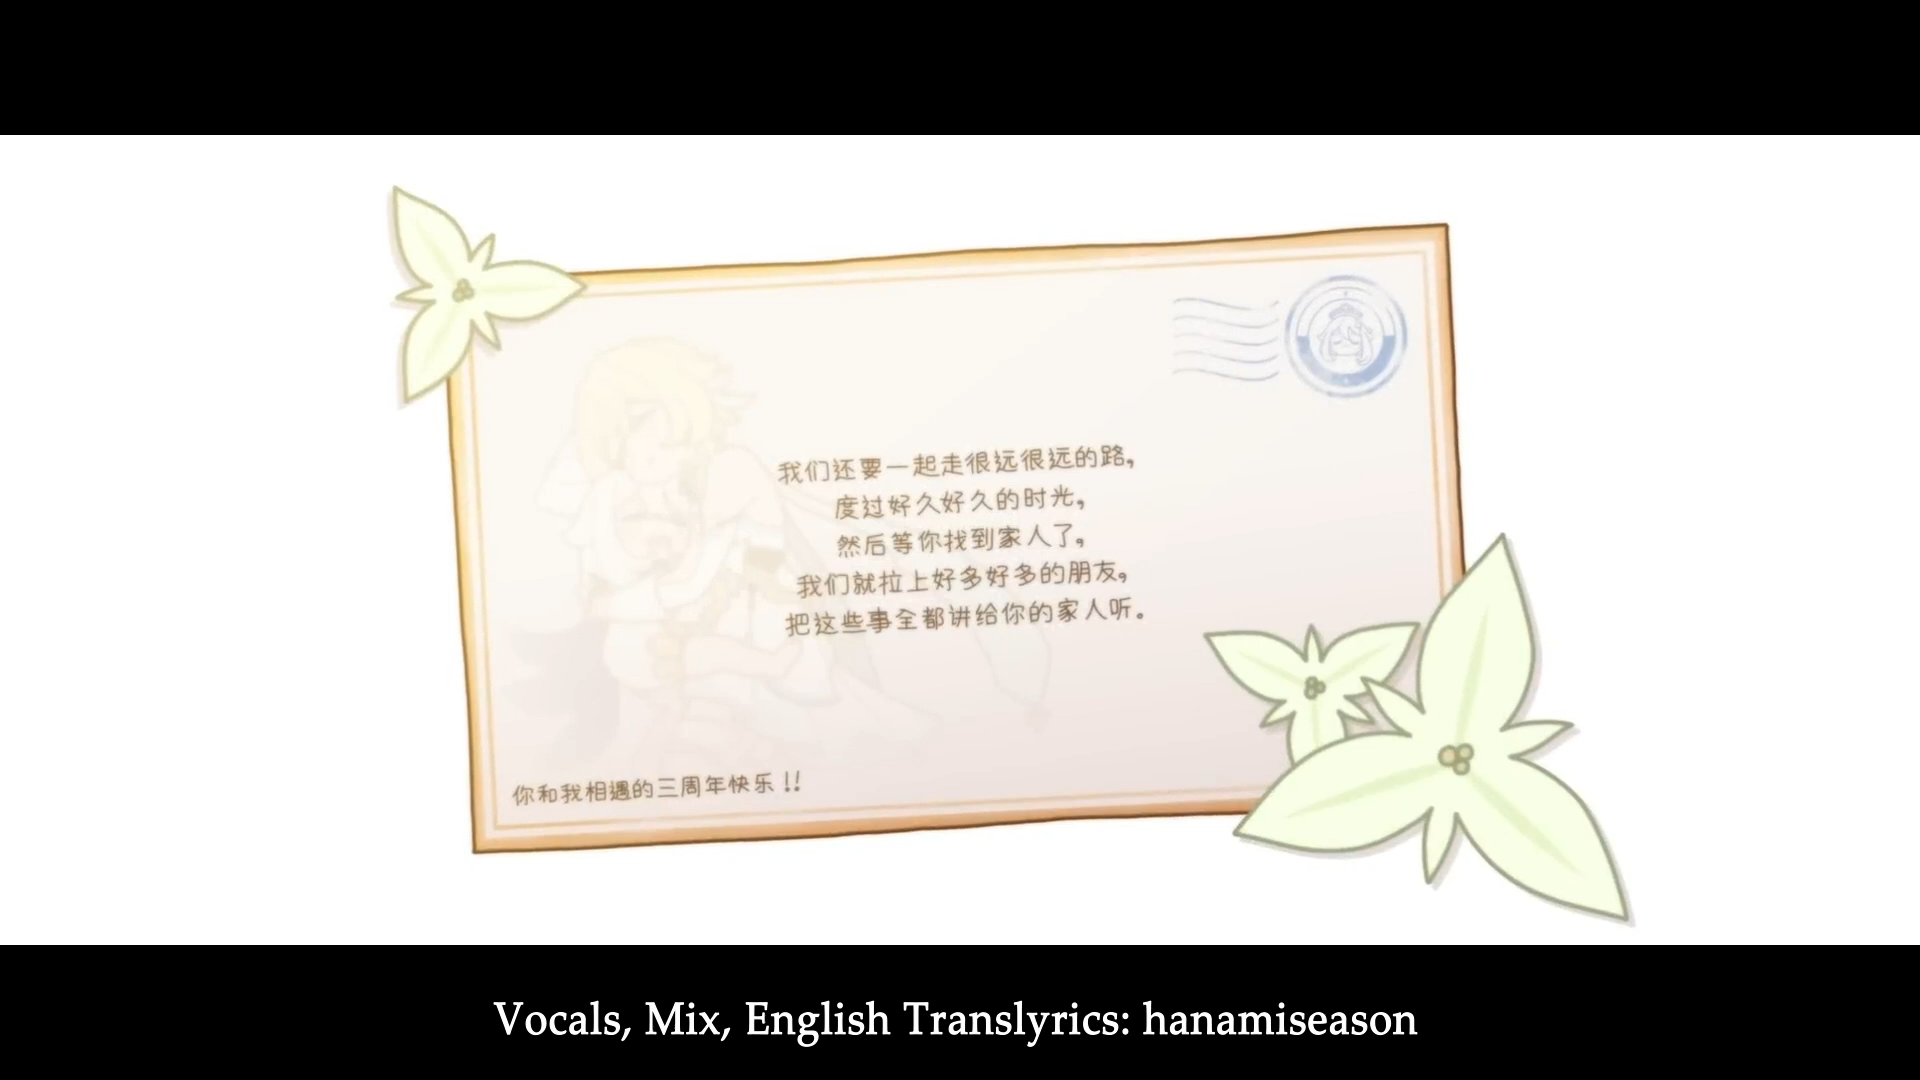 我们还要一起走很远很远的路，
度过好久好久的时光，
然后等你找到家人了，
我们就拉上好多好多的朋友，
把这些事全都讲给你的家人听。
你和我相遇的三周年快乐！！
Vocals, Mix, English Translyrics: hanamiseason